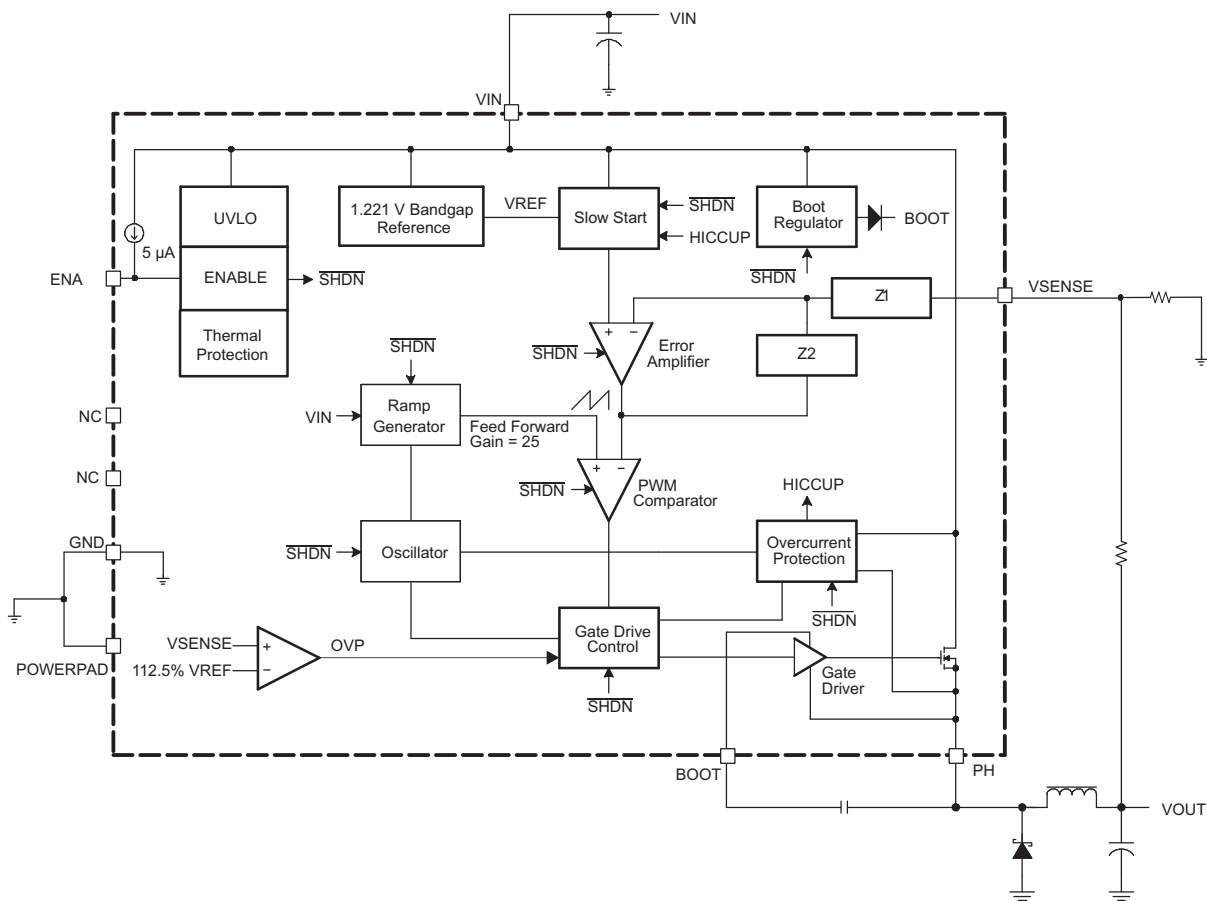 VIN
VIN
UVLO
1.221 V Bandgap
Reference
VREF
Slow Start
SHDN
HICCUP
Boot
Regulator
BOOT
5 µA
ENA
ENABLE
SHDN
SHDN
Z1
VSENSE
Thermal
Protection
SHDN
Error
Amplifier
Z2
SHDN
VIN
Ramp
Generator
Feed Forward
Gain = 25
NC
NC
SHDN
PWM
Comparator
HICCUP
GND
SHDN
Oscillator
Overcurrent
Protection
SHDN
Gate Drive
Control
VSENSE
OVP
POWERPAD
112.5% VREF
SHDN
Gate
Driver
BOOT
PH
VOUT
+
−
+
−
+
−